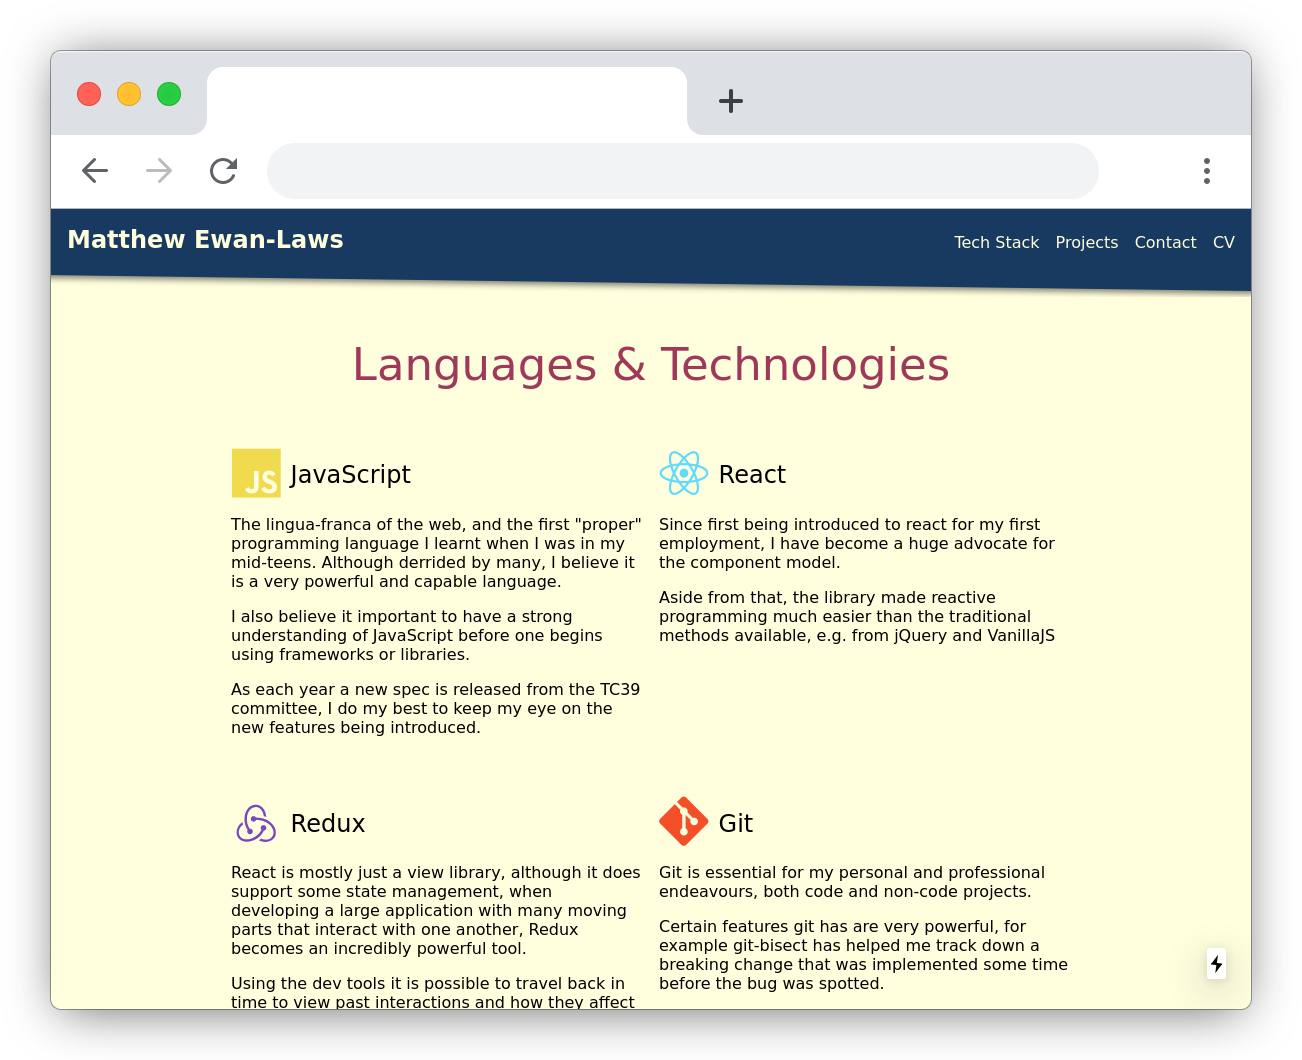 Matthew Ewan-Laws
Tech Stack Projects Contact CV
Languages & Technologies
JS JavaScript
The lingua-franca of the web, and the first "proper"
programming language I learnt when I was in my
mid-teens. Although derrided by many, I believe it
is a very powerful and capable language.
I also believe it important to have a strong
understanding of JavaScript before one begins
using frameworks or libraries.
As each year a new spec is released from the TC39
committee, I do my best to keep my eye on the
new features being introduced.
React
Since first being introduced to react for my first
employment, I have become a huge advocate for
the component model.
Aside from that, the library made reactive
programming much easier than the traditional
methods available, e.g. from jQuery and VanillaJS
Redux
React is mostly just a view library, although it does
support some state management, when
developing a large application with many moving
parts that interact with one another, Redux
becomes an incredibly powerful tool.
Using the dev tools it is possible to travel back in
time to view past interactions and how they affect
Git
Git is essential for my personal and professional
endeavours, both code and non-code projects.
Certain features git has are very powerful, for
example git-bisect has helped me track down a
breaking change that was implemented some time
before the bug was spotted.